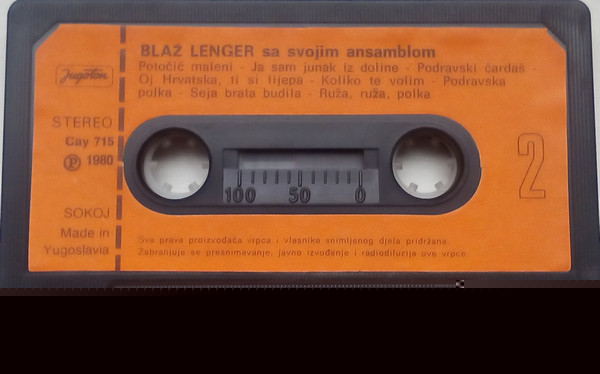 BLAŽ LENGER sa svojim ansamblom
Potočić maleni - Ja sam junak iz doline - Podravski čardaš -
Oj Hrvatska, ti si lijepa - Koliko te volim - Podravska
polka - Seja brata budila - Ruža, ruža, polka
Jugoton
STEREO
Cay 715
Ⓟ 1980
2
100 50 0
SOKOJ
Made in
Yugoslavia
Sva prava proizvođača vrpca i vlasnika snimljenog djela pridržana.
Zabranjuje se presnimavanje, javno izvođenje i radiodifuzija ove vrpce